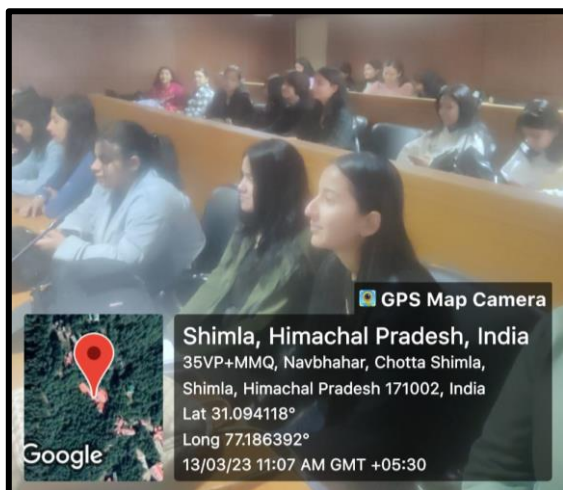 GPS Map Camera
Shimla, Himachal Pradesh, India
35VP+MMQ, Navbhahar, Chotta Shimla,
Shimla, Himachal Pradesh 171002, India
Lat 31.094118°
Long 77.186392°
13/03/23 11:07 AM GMT +05:30
Google